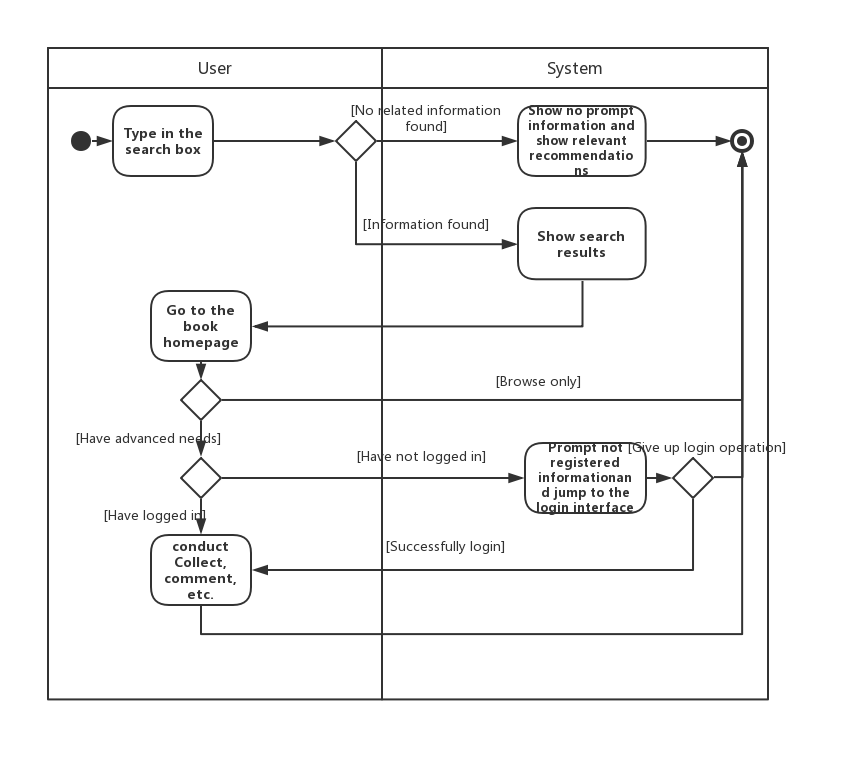 User
System
[No related information
found]
Type in the
search box
Show no prompt
information and
show relevant
recommendatio
ns
[Information found]
Show search
results
Go to the
book
homepage
[Browse only]
[Have advanced needs]
[Have not logged in]
Prompt not
registered
informationan
d jump to the
login interface
[Give up login operation]
[Have logged in]
conduct
Collect,
comment,
etc.
[Successfully login]